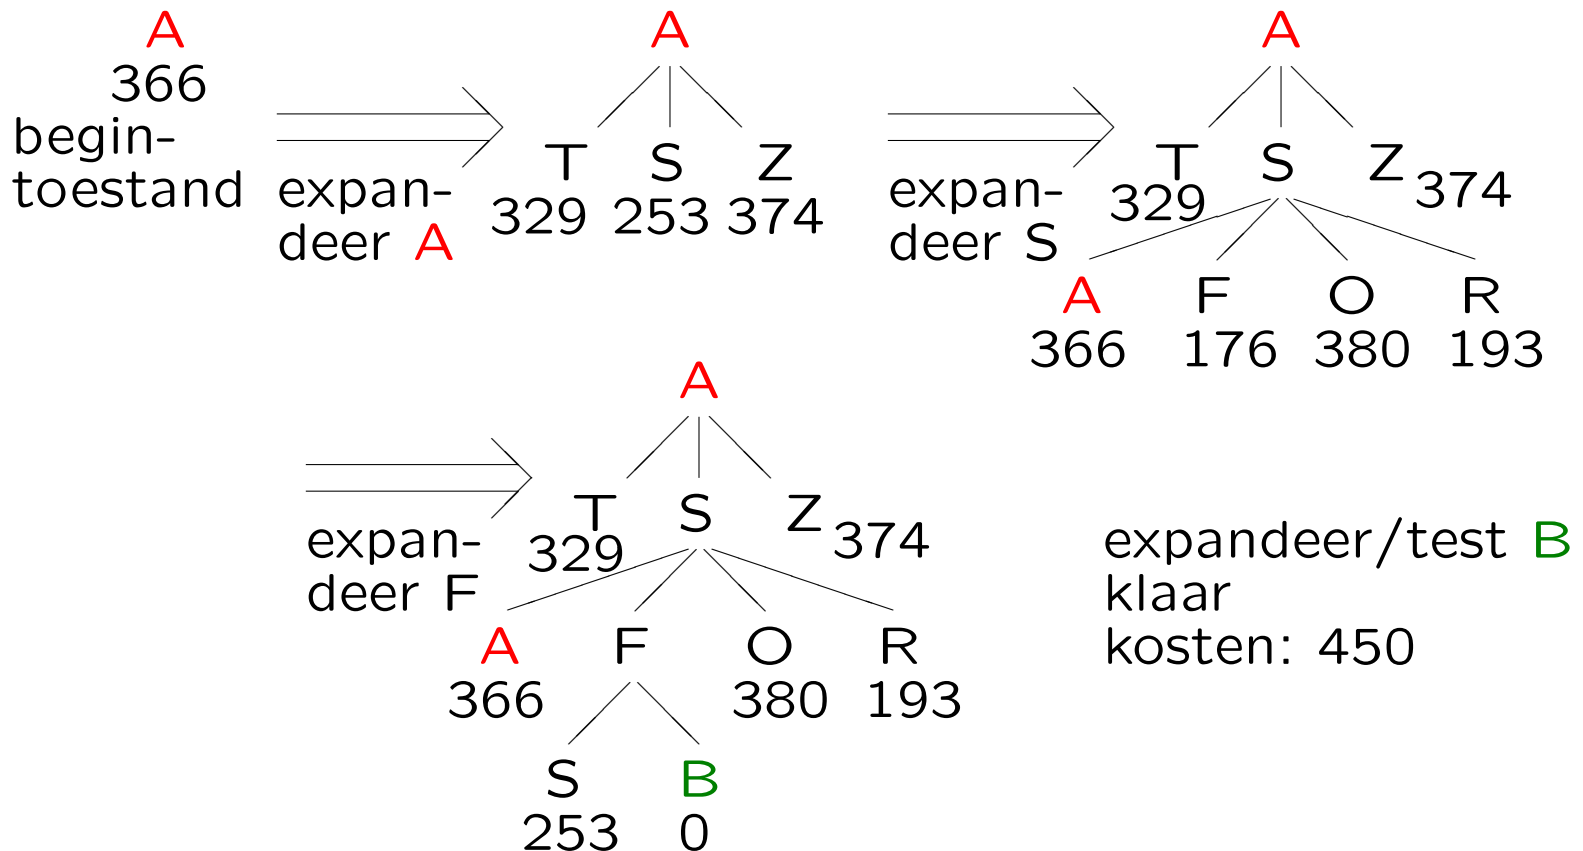 A
366
begin-
toestand
expan-
deer A
A
T S Z
329 253 374
expan-
deer S
A
T S Z
329 374
A F O R
366 176 380 193
expan-
deer F
A
T S Z
329 374
A F O R
366 380 193
S B
253 0
expandeer/test B
klaar
kosten: 450